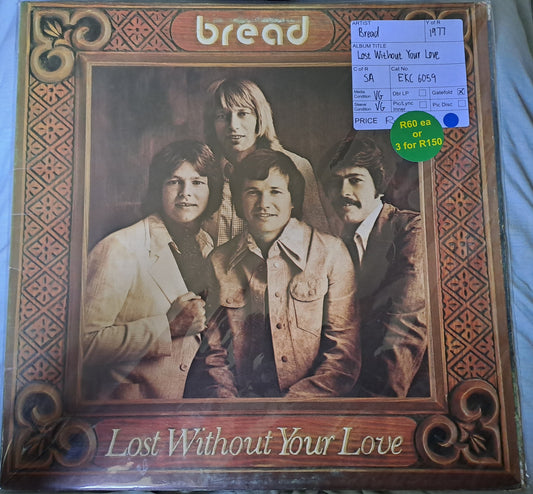 bread
ARTIST
Y of R
Bread
1977
ALBUM TITLE
Lost Without Your Love
C of R
Cat No.
SA
EKC 6059
Media Condition VG
Dbl LP
Gatefold
Sleeve Condition VG
Pic/Lyric Inner
Pic Disc
PRICE R
R60 ea
or
3 for R150
Lost Without Your Love